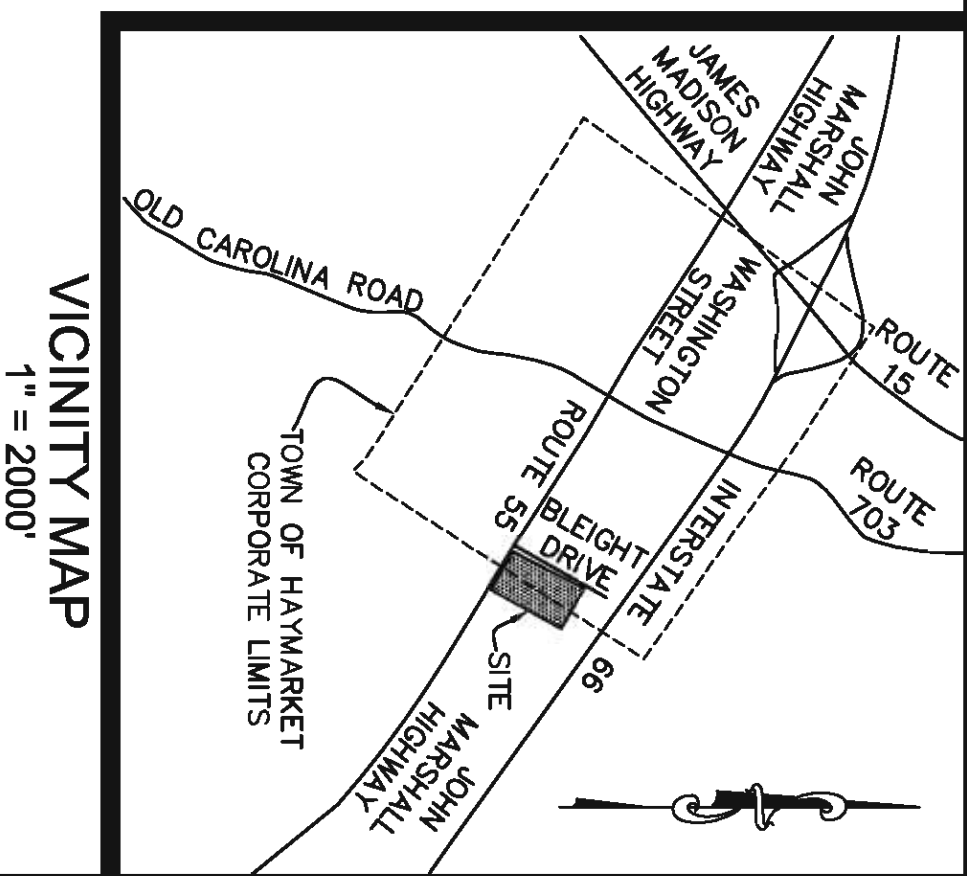 JAMES
MADISON
HIGHWAY
JOHN
MARSHALL
HIGHWAY
ROUTE
15
WASHINGTON
STREET
OLD CAROLINA ROAD
ROUTE
703
ROUTE 55
BLEIGHT
DRIVE
INTERSTATE 66
SITE
TOWN OF HAYMARKET
CORPORATE LIMITS
JOHN
MARSHALL
HIGHWAY
VICINITY MAP
1" = 2000'